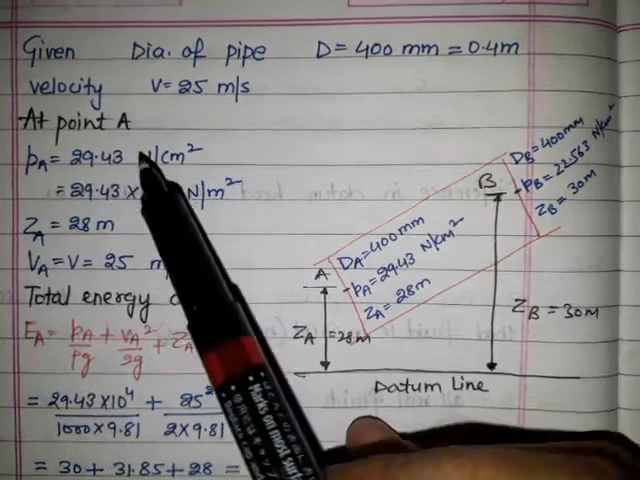 Given Dia. of pipe D = 400 mm = 0.4m
velocity V = 25 m/s
At point A
pA = 29.43 N/cm²
= 29.43 × N/m²
ZA = 28 m
VA = V = 25
Total energy
EA = pA/ρg + vA²/2g + ZA
= 29.43×10⁴/1000×9.81 + 25²/2×9.81
= 30 + 31.85 + 28 =
DB = 400mm
pB = 22.563 N/cm²
ZB = 30m
B
DA = 400mm
pA = 29.43 N/cm²
ZA = 28m
A
ZA = 28m
ZB = 30m
Datum Line